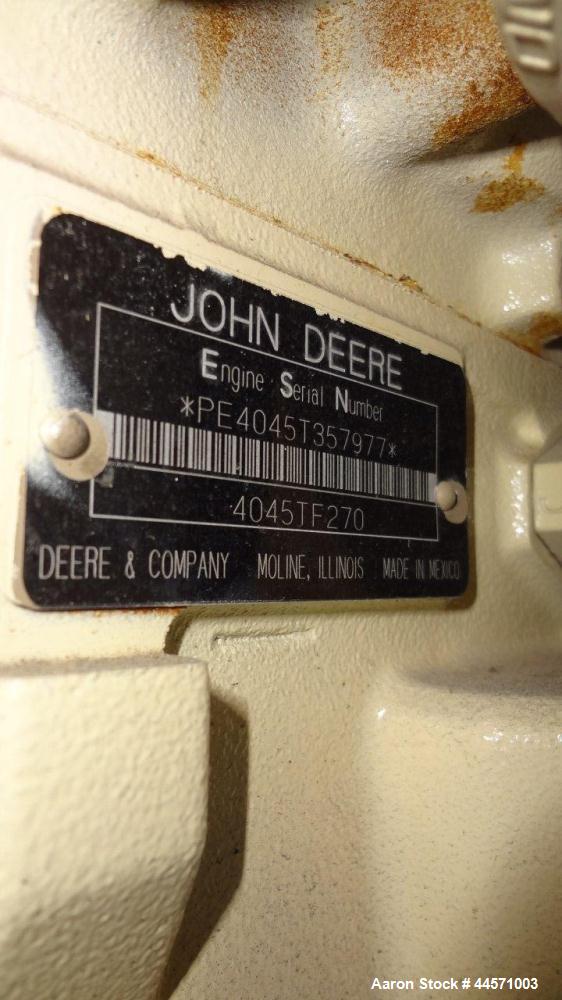 JOHN DEERE
Engine Serial Number
*PE4045T357977*
4045TF270
DEERE & COMPANY MOLINE, ILLINOIS MADE IN MEXICO
Aaron Stock # 44571003